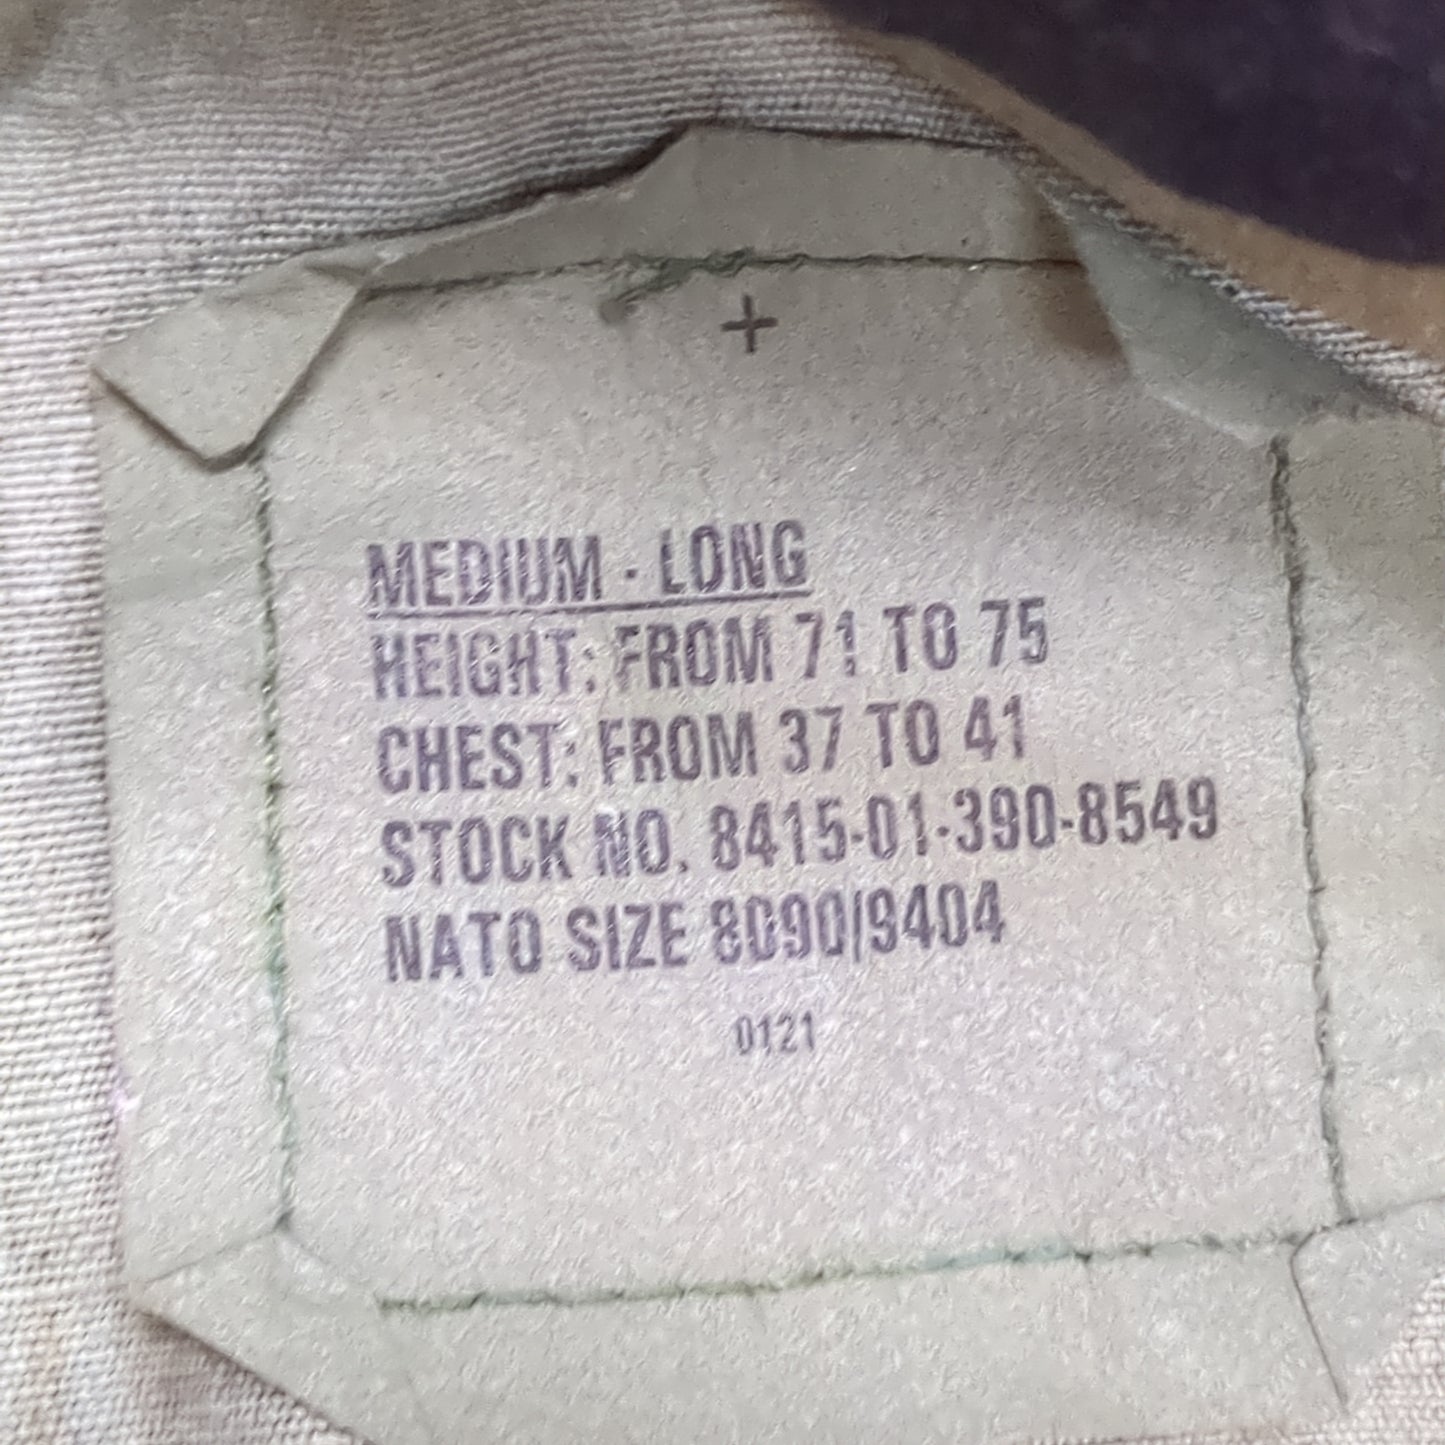 +
MEDIUM - LONG
HEIGHT: FROM 71 TO 75
CHEST: FROM 37 TO 41
STOCK NO. 8415-01-390-8549
NATO SIZE 8090/9404
0121